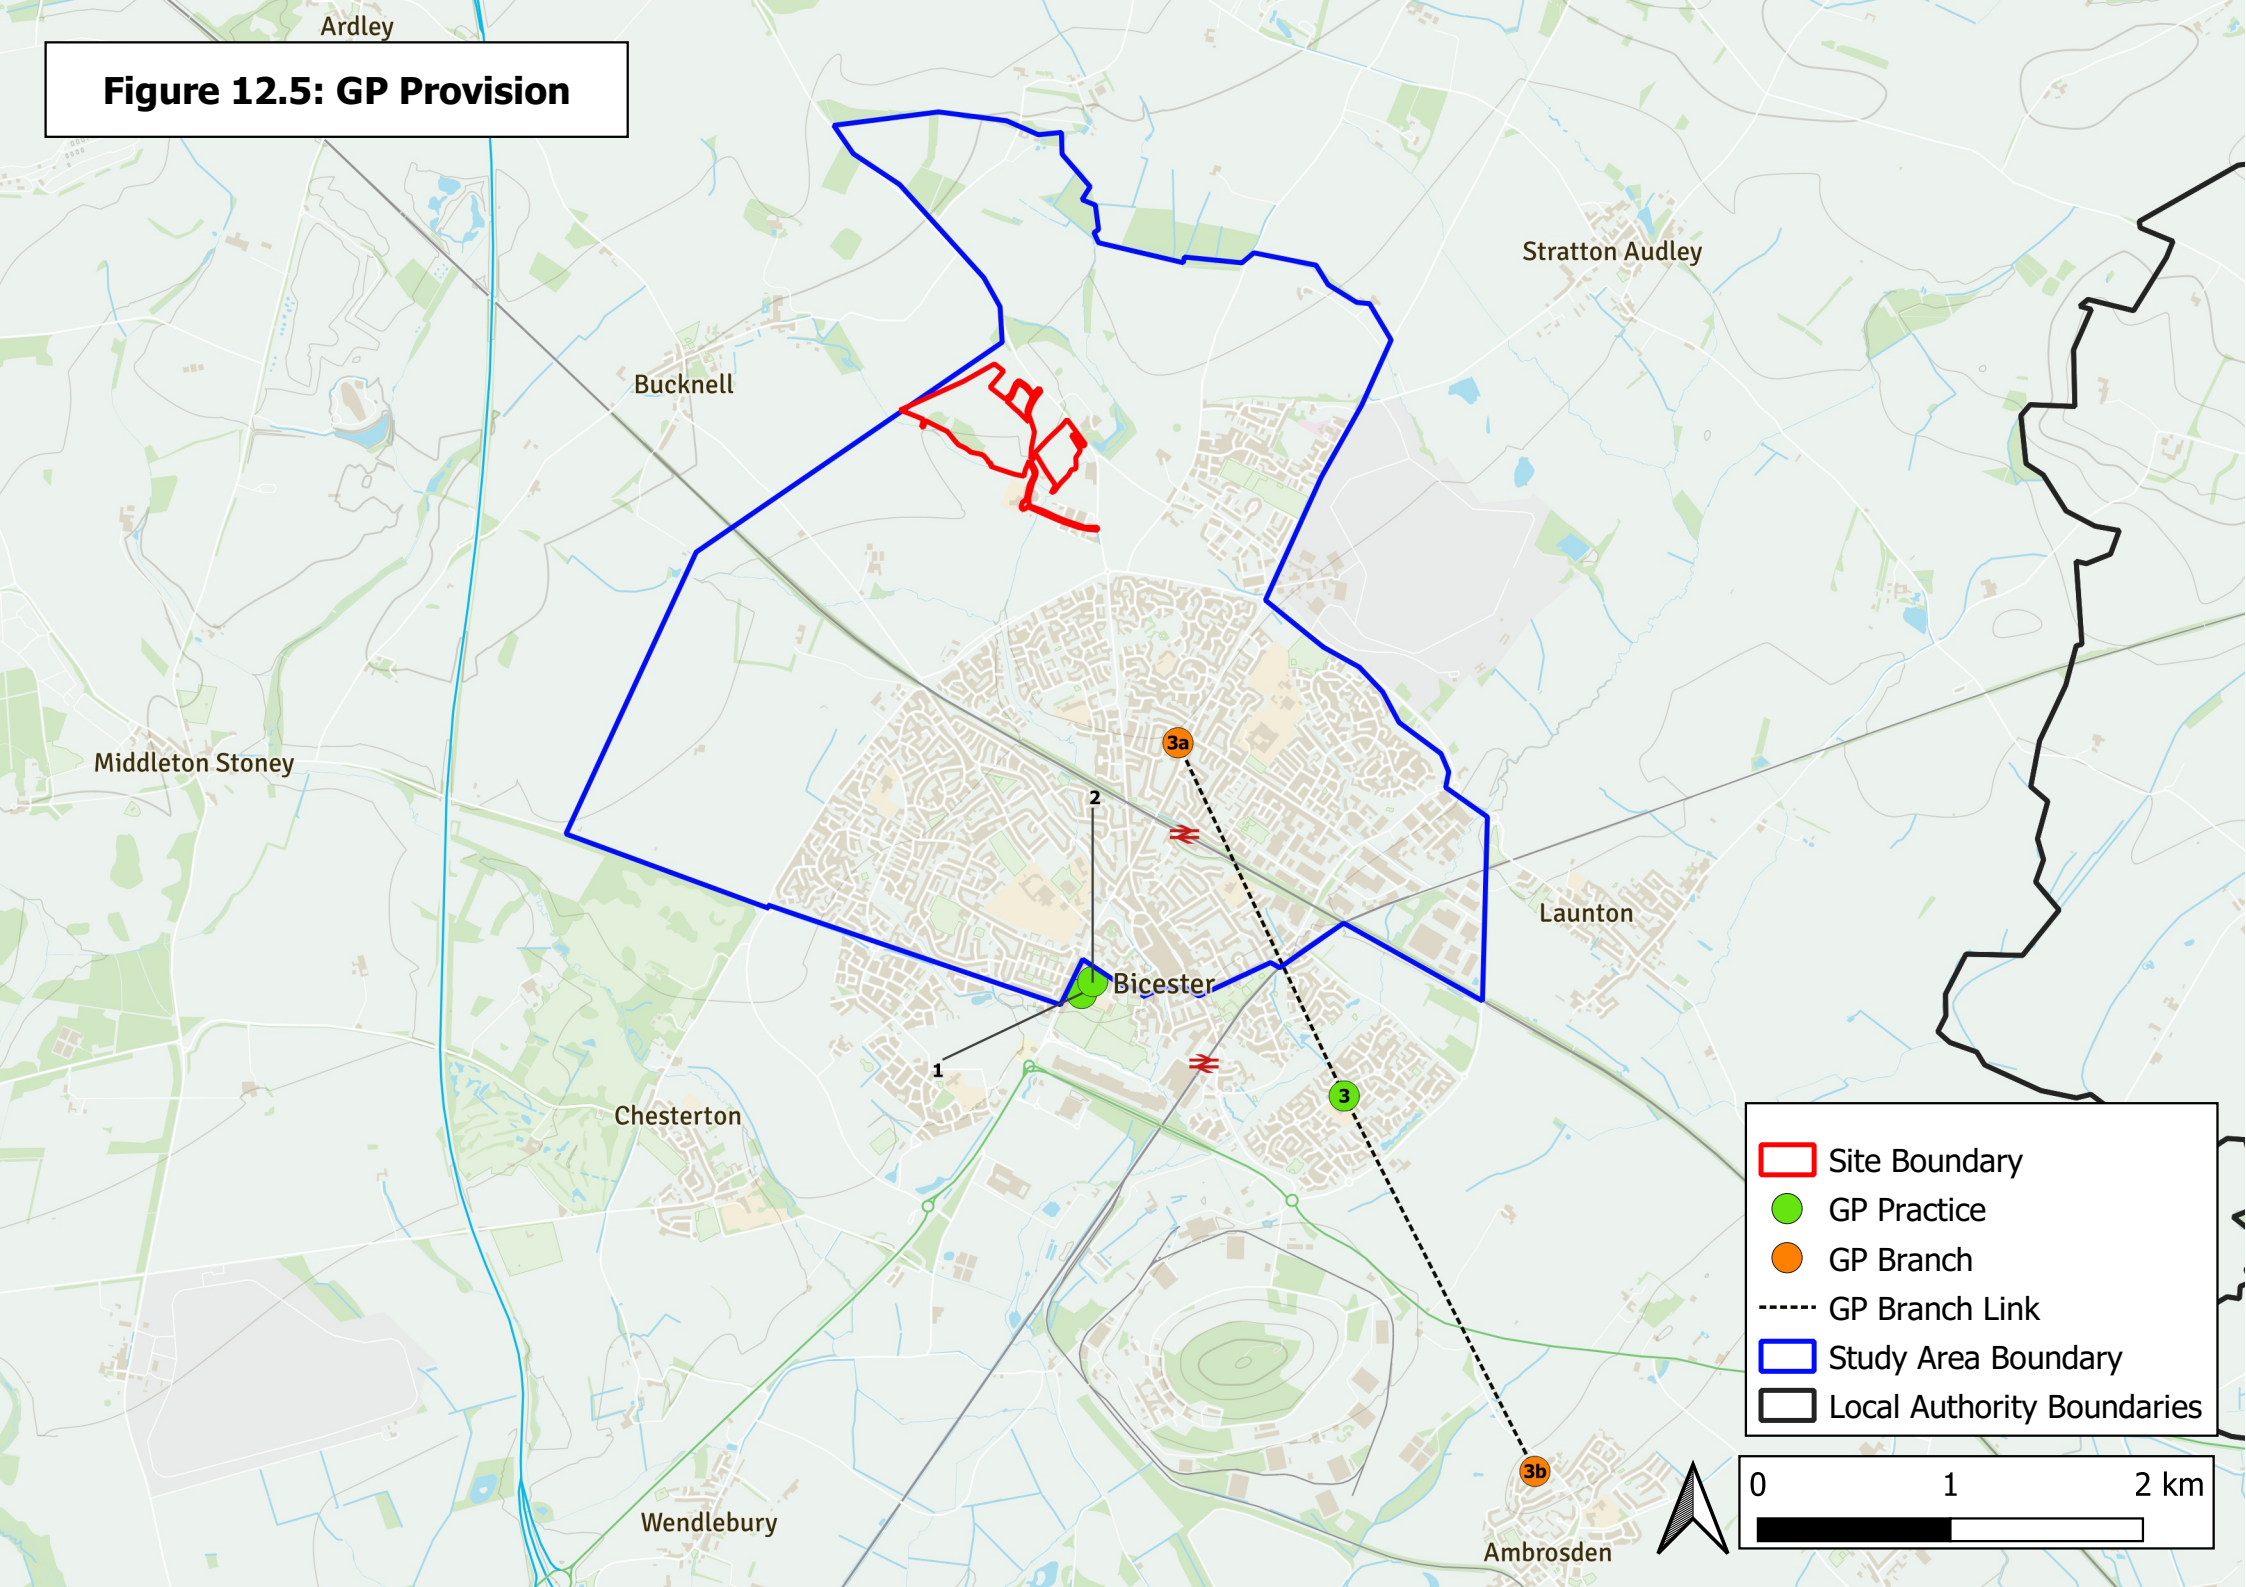 Ardley
Figure 12.5: GP Provision
Stratton Audley
Bucknell
3a
Middleton Stoney
2
Launton
Bicester
1
3
Chesterton
Site Boundary
GP Practice
GP Branch
GP Branch Link
Study Area Boundary
Local Authority Boundaries
3b
0 1 2 km
Wendlebury
Ambrosden